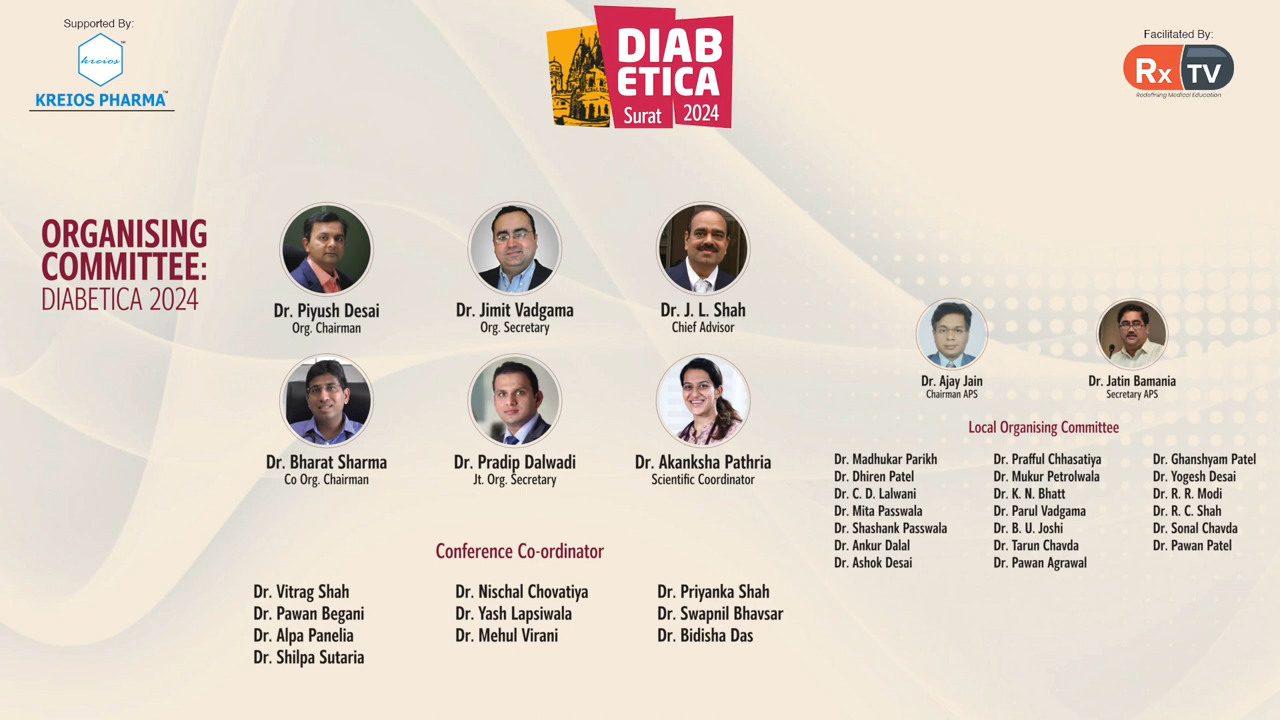 Supported By:
kreios
KREIOS PHARMA™
DIAB
ETICA
Surat 2024
Facilitated By:
Rx TV
Redefining Medical Education
ORGANISING
COMMITTEE:
DIABETICA 2024
Dr. Piyush Desai
Org. Chairman
Dr. Jimit Vadgama
Org. Secretary
Dr. J. L. Shah
Chief Advisor
Dr. Bharat Sharma
Co Org. Chairman
Dr. Pradip Dalwadi
Jt. Org. Secretary
Dr. Akanksha Pathria
Scientific Coordinator
Conference Co-ordinator
Dr. Vitrag Shah
Dr. Pawan Begani
Dr. Alpa Panelia
Dr. Shilpa Sutaria
Dr. Nischal Chovatiya
Dr. Yash Lapsiwala
Dr. Mehul Virani
Dr. Priyanka Shah
Dr. Swapnil Bhavsar
Dr. Bidisha Das
Dr. Ajay Jain
Chairman APS
Dr. Jatin Bamania
Secretary APS
Local Organising Committee
Dr. Madhukar Parikh
Dr. Dhiren Patel
Dr. C. D. Lalwani
Dr. Mita Passwala
Dr. Shashank Passwala
Dr. Ankur Dalal
Dr. Ashok Desai
Dr. Prafful Chhasatiya
Dr. Mukur Petrolwala
Dr. K. N. Bhatt
Dr. Parul Vadgama
Dr. B. U. Joshi
Dr. Tarun Chavda
Dr. Pawan Agrawal
Dr. Ghanshyam Patel
Dr. Yogesh Desai
Dr. R. R. Modi
Dr. R. C. Shah
Dr. Sonal Chavda
Dr. Pawan Patel